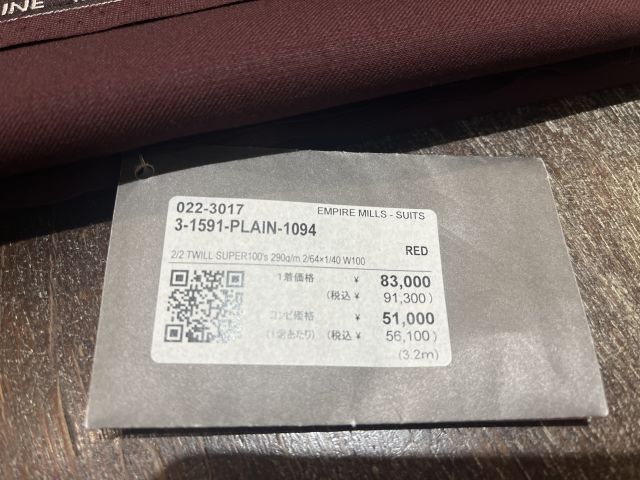 INE
022-3017 EMPIRE MILLS - SUITS
3-1591-PLAIN-1094
RED
2/2 TWILL SUPER100's 290g/m 2/64×1/40 W100
1着価格 ¥ 83,000
(税込 ¥ 91,300)
コンビ価格 ¥ 51,000
(1着あたり) (税込 ¥ 56,100)
(3.2m)